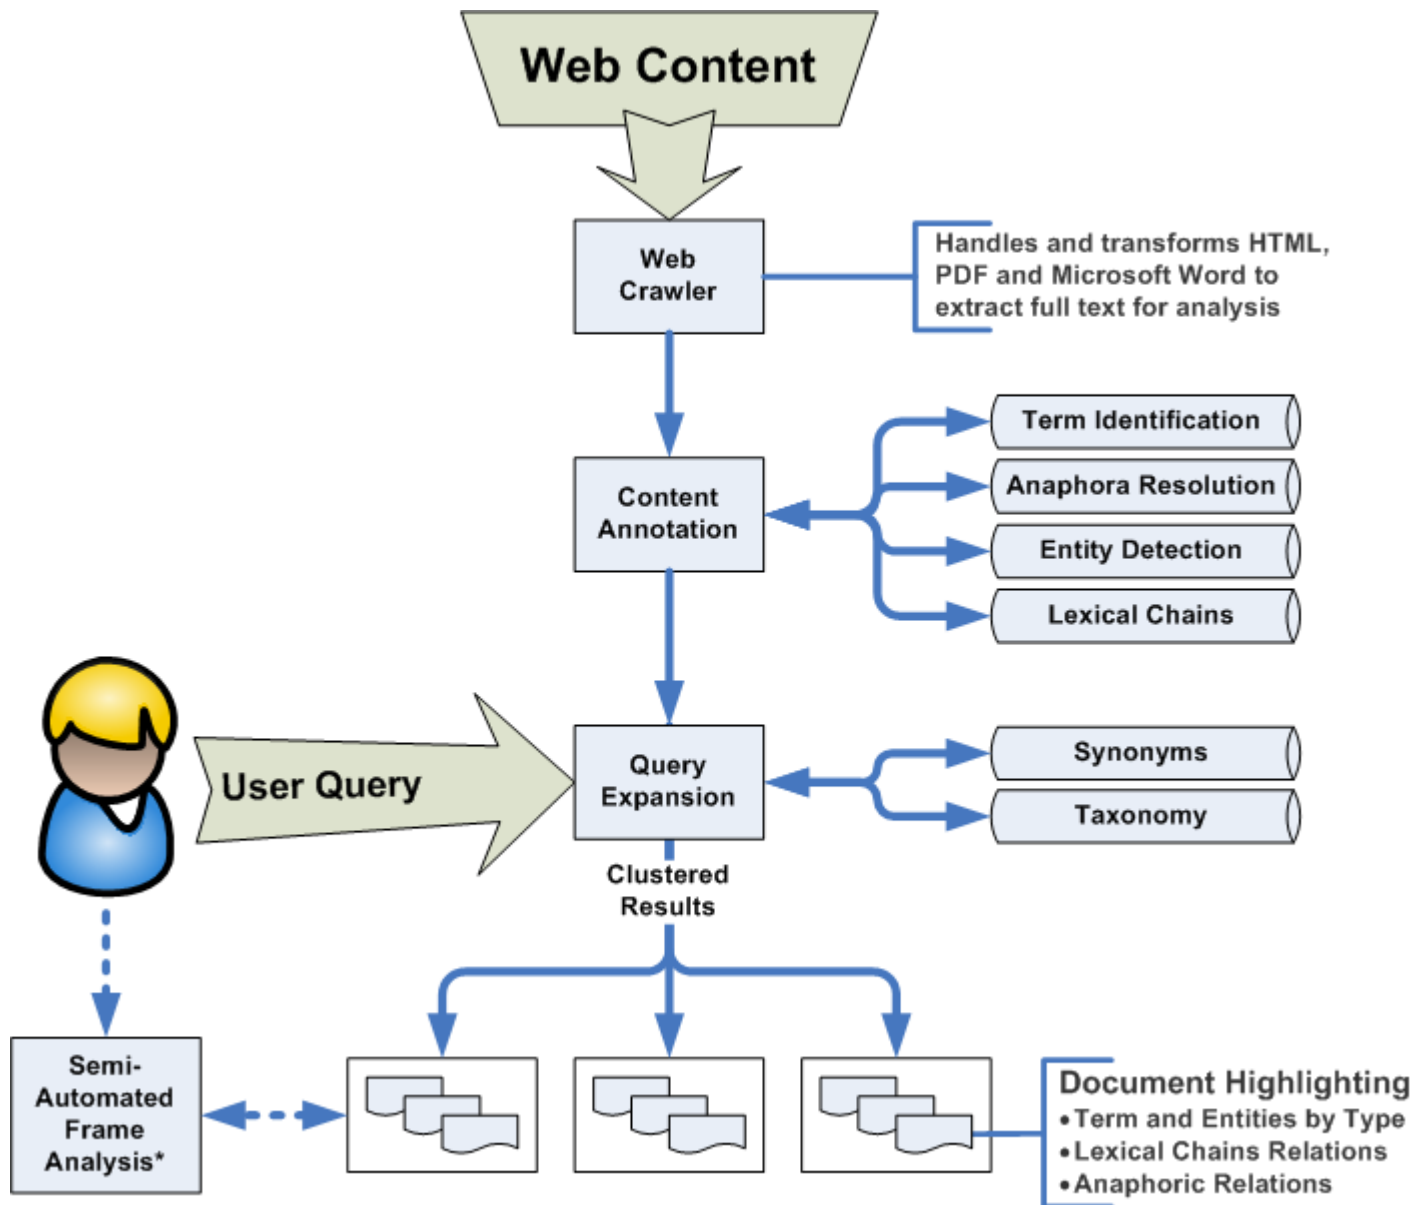 Web Content
Web
Crawler
Handles and transforms HTML,
PDF and Microsoft Word to
extract full text for analysis
Term Identification
Anaphora Resolution
Content
Annotation
Entity Detection
Lexical Chains
User Query
Query
Expansion
Synonyms
Taxonomy
Clustered
Results
Semi-
Automated
Frame
Analysis*
Document Highlighting
•Term and Entities by Type
•Lexical Chains Relations
•Anaphoric Relations